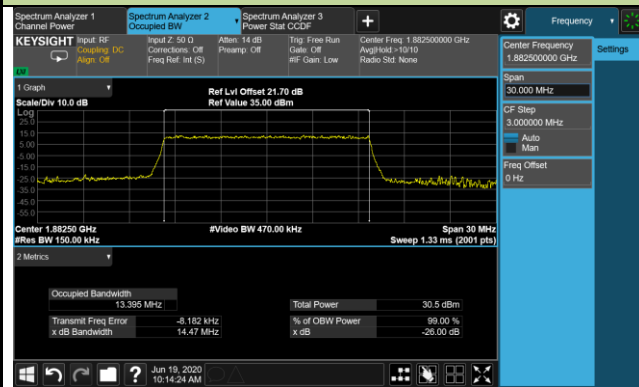 Spectrum Analyzer 1
Channel Power
Spectrum Analyzer 2
Occupied BW
Spectrum Analyzer 3
Power Stat CCDF
Frequency
KEYSIGHT
Input: RF
Coupling: DC
Align: Off
Input Z: 50 Ω
Corrections: Off
Freq Ref: Int (S)
Atten: 14 dB
Preamp: Off
Trig: Free Run
Gate: Off
#IF Gain: Low
Center Freq: 1.882500000 GHz
Avg|Hold:>10/10
Radio Std: None
Center Frequency
1.882500000 GHz
Settings
Span
30.000 MHz
CF Step
3.000000 MHz
Auto
Man
Freq Offset
0 Hz
1 Graph
Scale/Div 10.0 dB
Ref Lvl Offset 21.70 dB
Ref Value 35.00 dBm
Log
25.0
15.0
5.00
-5.00
-15.0
-25.0
-35.0
-45.0
-55.0
Center 1.88250 GHz
#Res BW 150.00 kHz
#Video BW 470.00 kHz
Span 30 MHz
Sweep 1.33 ms (2001 pts)
2 Metrics
Occupied Bandwidth
13.395 MHz
Total Power 30.5 dBm
Transmit Freq Error -8.182 kHz
% of OBW Power 99.00 %
x dB Bandwidth 14.47 MHz
x dB -26.00 dB
?
Jun 19, 2020
10:14:24 AM